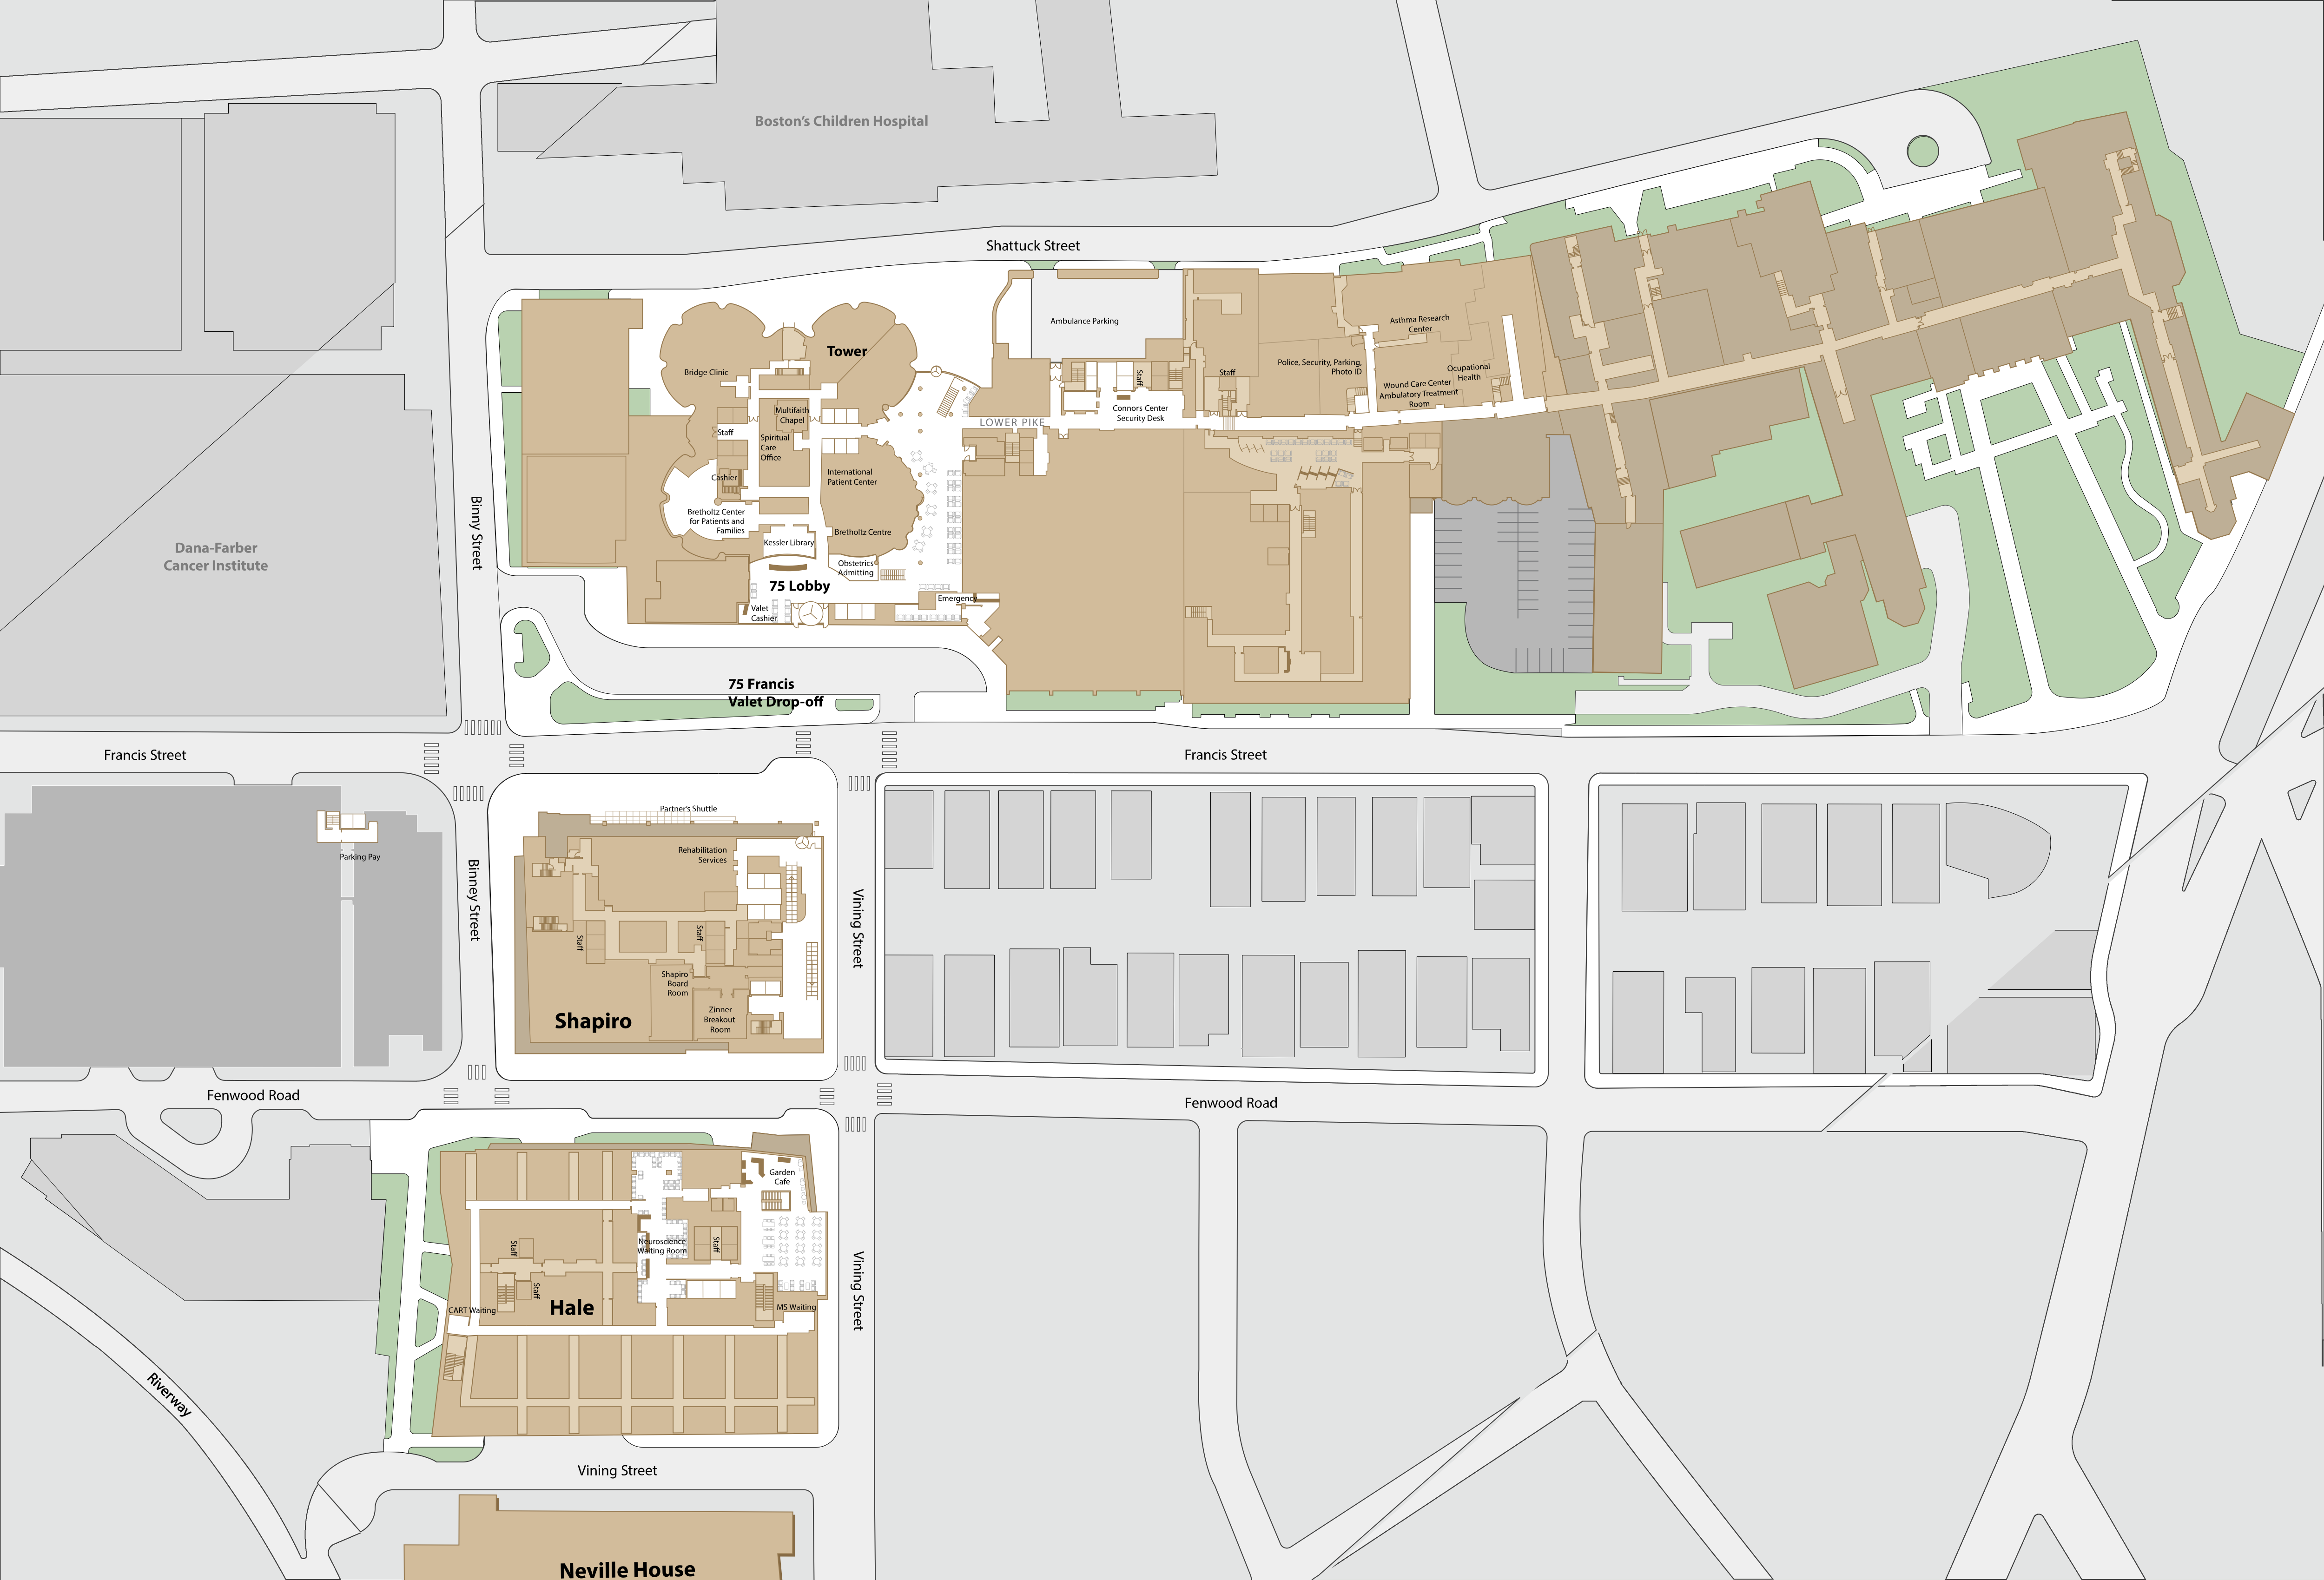 Boston's Children Hospital
Shattuck Street
Ambulance Parking
Asthma Research
Center
Tower
Bridge Clinic
Police, Security, Parking,
Photo ID
Staff
Staff
Ocupational
Health
Wound Care Center
Ambulatory Treatment
Room
Multifaith
Chapel
Connors Center
Security Desk
LOWER PIKE
Staff
Spiritual
Care
Office
Cashier
International
Patient Center
Bretholtz Center
for Patients and
Families
Bretholtz Centre
Kessler Library
Binny Street
Dana-Farber
Cancer Institute
Obstetrics
Admitting
75 Lobby
Emergency
Valet
Cashier
75 Francis
Valet Drop-off
Francis Street
Francis Street
Partner's Shuttle
Rehabilitation
Services
Parking Pay
Binney Street
Vining Street
Staff
Staff
Shapiro
Board
Room
Zinner
Breakout
Room
Shapiro
Fenwood Road
Fenwood Road
Garden
Cafe
Neuroscience
Waiting Room
Staff
Staff
Staff
Vining Street
CART Waiting
Hale
MS Waiting
Riverway
Vining Street
Neville House